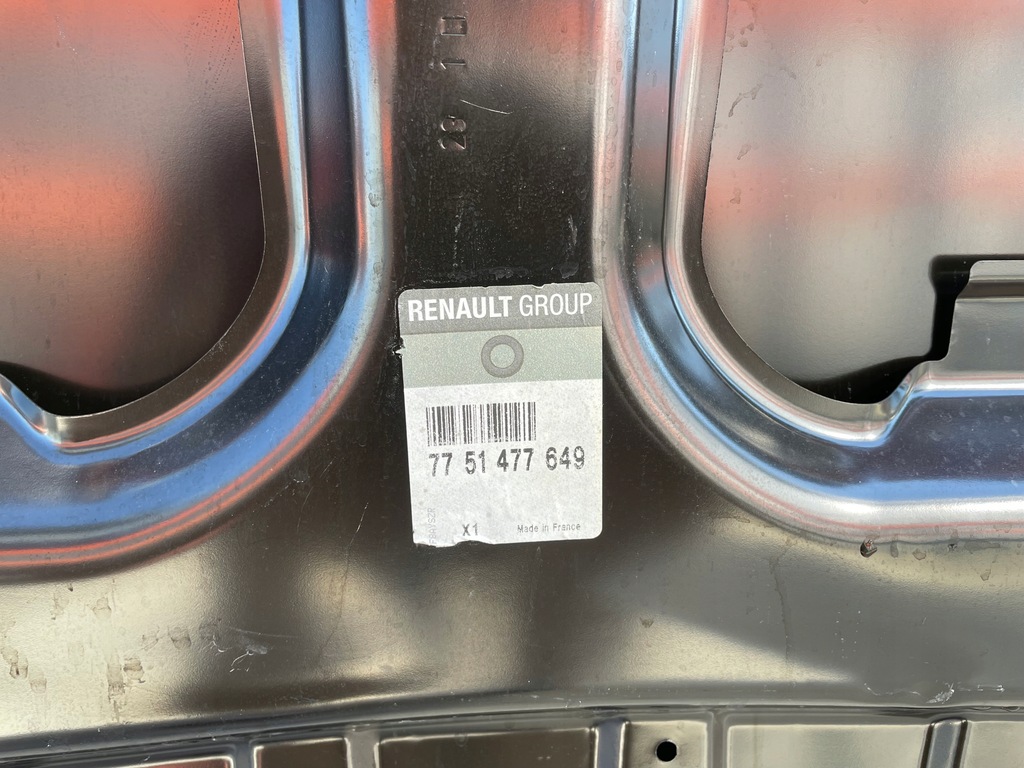 RENAULT GROUP
77 51 477 649
X1
Made in France